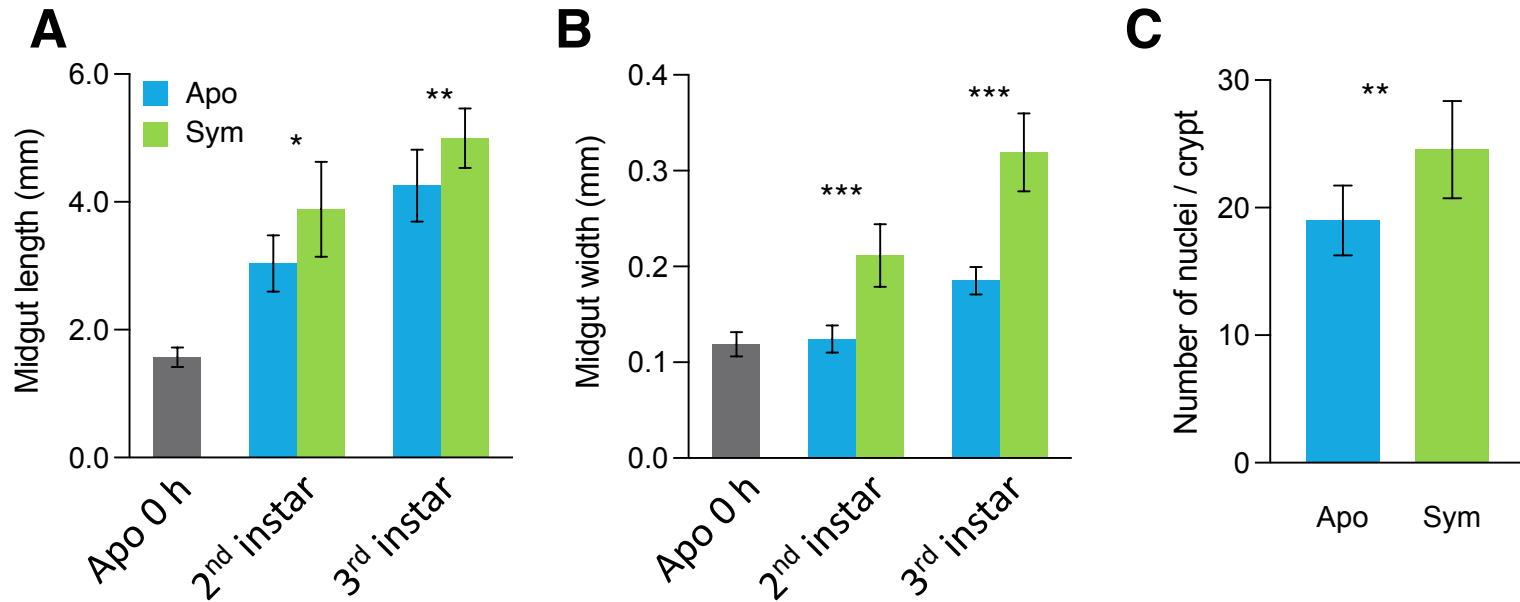 A
Midgut length (mm)
6.0
4.0
2.0
0.0
Apo
Sym
*
**
Apo 0 h
2nd instar
3rd instar
B
Midgut width (mm)
0.4
0.3
0.2
0.1
0.0
***
***
Apo 0 h
2nd instar
3rd instar
C
Number of nuclei / crypt
30
20
10
0
**
Apo
Sym